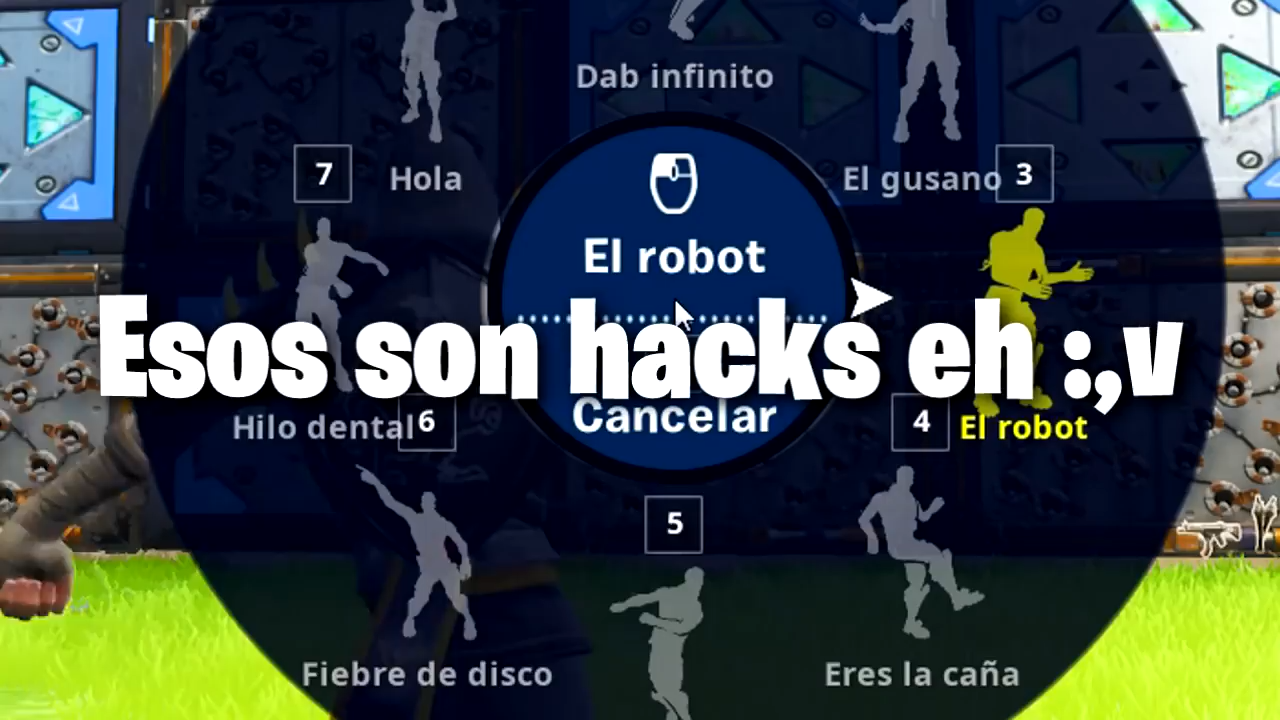 Dab infinito
7 Hola
El gusano 3
El robot
Esos son hacks eh :,v
Cancelar
Hilo dental 6
4 El robot
5
Fiebre de disco
Eres la caña